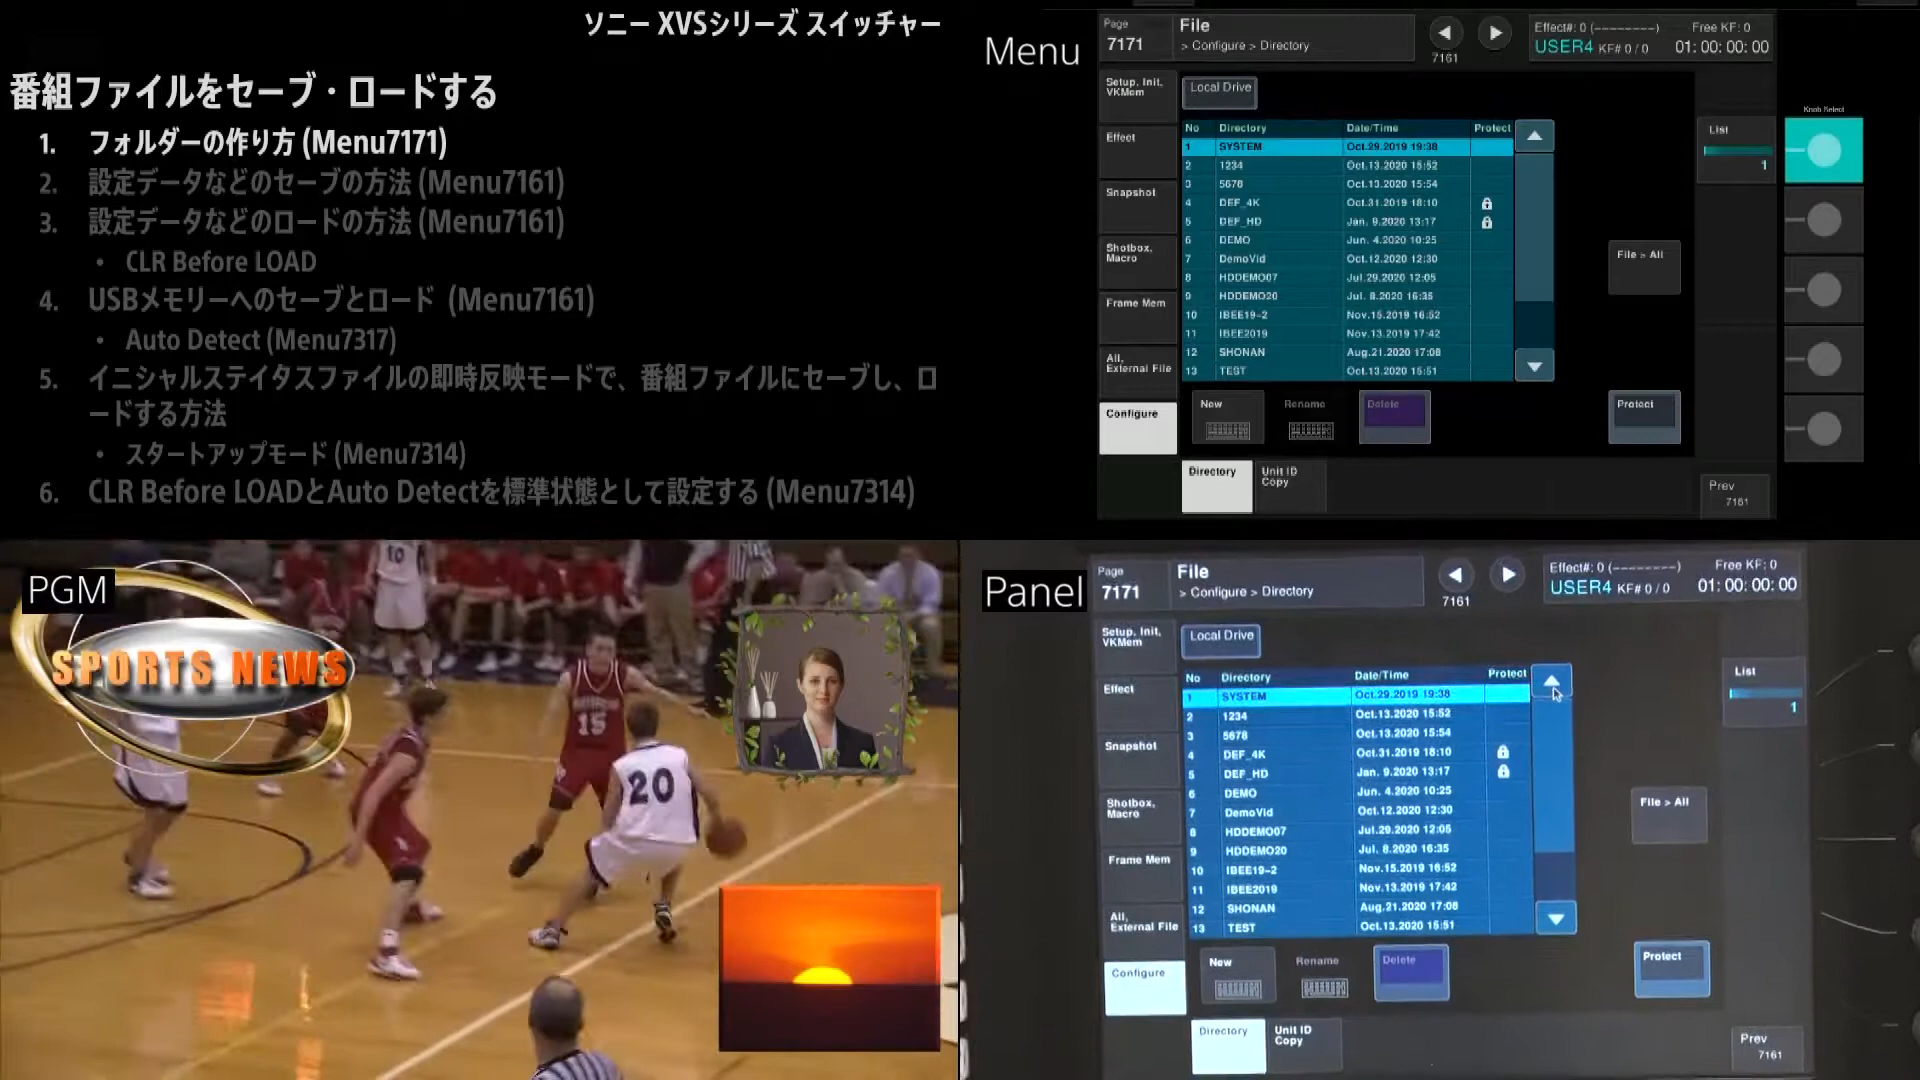 ソニー XVSシリーズ スイッチャー
番組ファイルをセーブ・ロードする
1. フォルダーの作り方 (Menu7171)
2. 設定データなどのセーブの方法 (Menu7161)
3. 設定データなどのロードの方法 (Menu7161)
• CLR Before LOAD
4. USBメモリーへのセーブとロード (Menu7161)
• Auto Detect (Menu7317)
5. イニシャルステイタスファイルの即時反映モードで、番組ファイルにセーブし、ロ
ードする方法
• スタートアップモード (Menu7314)
6. CLR Before LOADとAuto Detectを標準状態として設定する (Menu7314)
Menu
Page
7171
File
> Configure > Directory
7161
Effect#: 0 (--------) Free KF: 0
USER4 KF# 0 / 0 01: 00: 00: 00
Setup, Init,
VKMem
Effect
Snapshot
Shotbox,
Macro
Frame Mem
All,
External File
Configure
Local Drive
No Directory Date/Time Protect
1 SYSTEM Oct.29.2019 19:38
2 1234 Oct.13.2020 15:52
3 5678 Oct.13.2020 15:54
4 DEF_4K Oct.31.2019 18:10
5 DEF_HD Jan. 9.2020 13:17
6 DEMO Jun. 4.2020 10:25
7 DemoVid Oct.12.2020 12:30
8 HDDEMO07 Jul.29.2020 12:05
9 HDDEMO20 Jul. 8.2020 16:35
10 IBEE19-2 Nov.15.2019 16:52
11 IBEE2019 Nov.13.2019 17:42
12 SHONAN Aug.21.2020 17:08
13 TEST Oct.13.2020 15:51
File > All
New Rename Delete Protect
Directory Unit ID
Copy
List
1
Knob Select
Prev
7161
PGM
SPORTS NEWS
10
15
20
Panel
Page
7171
File
> Configure > Directory
7161
Effect#: 0 (--------) Free KF: 0
USER4 KF# 0 / 0 01: 00: 00: 00
Setup, Init,
VKMem
Effect
Snapshot
Shotbox,
Macro
Frame Mem
All,
External File
Configure
Local Drive
No Directory Date/Time Protect
1 SYSTEM Oct.29.2019 19:38
2 1234 Oct.13.2020 15:52
3 5678 Oct.13.2020 15:54
4 DEF_4K Oct.31.2019 18:10
5 DEF_HD Jan. 9.2020 13:17
6 DEMO Jun. 4.2020 10:25
7 DemoVid Oct.12.2020 12:30
8 HDDEMO07 Jul.29.2020 12:05
9 HDDEMO20 Jul. 8.2020 16:35
10 IBEE19-2 Nov.15.2019 16:52
11 IBEE2019 Nov.13.2019 17:42
12 SHONAN Aug.21.2020 17:08
13 TEST Oct.13.2020 15:51
File > All
New Rename Delete Protect
Directory Unit ID
Copy
List
1
Prev
7161